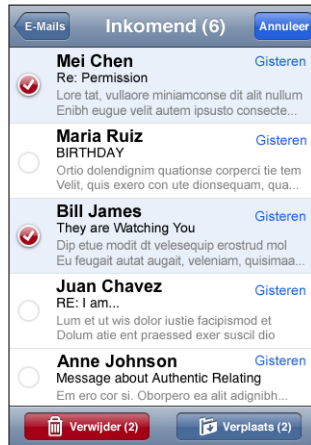 E-Mails
Inkomend (6)
Annuleer
Mei Chen
Gisteren
Re: Permission
Lore tat, vullaore miniamconse dit alit nullum
Enibh eugue velit autem ipsusto consecte...
Maria Ruiz
Gisteren
BIRTHDAY
Ortio dolendignim quationse corperci tie tem
Velit, quis exero con ute dionsequam, qua...
Bill James
Gisteren
They are Watching You
Dip etue modit dt velesequip erostrud mol
Eu feugait autat augait, veleniam, quisimaa...
Juan Chavez
Gisteren
RE: I am...
Lum et ut wis dolor iustie facipismod et
Dolum atie ent praessed exer suscil dio
Anne Johnson
Gisteren
Message about Authentic Relating
Em ero cor si. Oborpero ea alit adignibh...
Verwijder (2)
Verplaats (2)